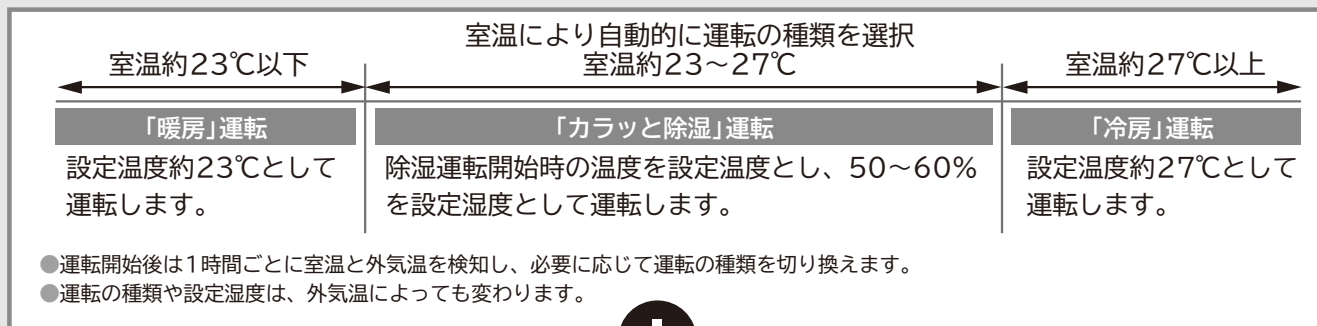 室温により自動的に運転の種類を選択
室温約23℃以下
室温約23～27℃
室温約27℃以上
「暖房」運転
「カラッと除湿」運転
「冷房」運転
設定温度約23℃として
運転します。
除湿運転開始時の温度を設定温度とし、50～60%
を設定湿度として運転します。
設定温度約27℃として
運転します。
●運転開始後は1時間ごとに室温と外気温を検知し、必要に応じて運転の種類を切り換えます。
●運転の種類や設定湿度は、外気温によっても変わります。